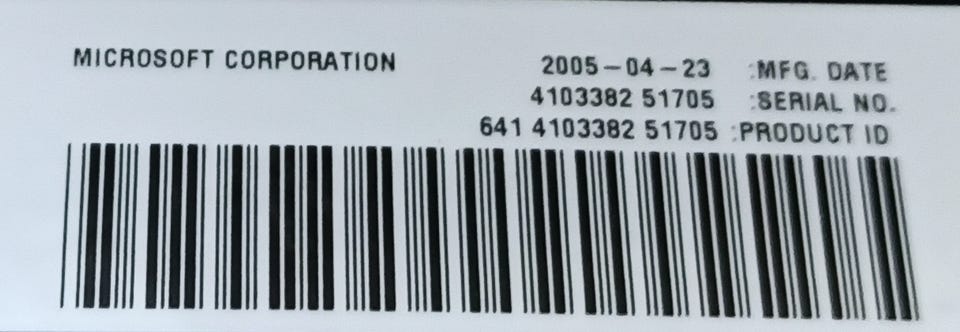 MICROSOFT CORPORATION
2005-04-23 :MFG. DATE
4103382 51705 :SERIAL NO.
641 4103382 51705 :PRODUCT ID